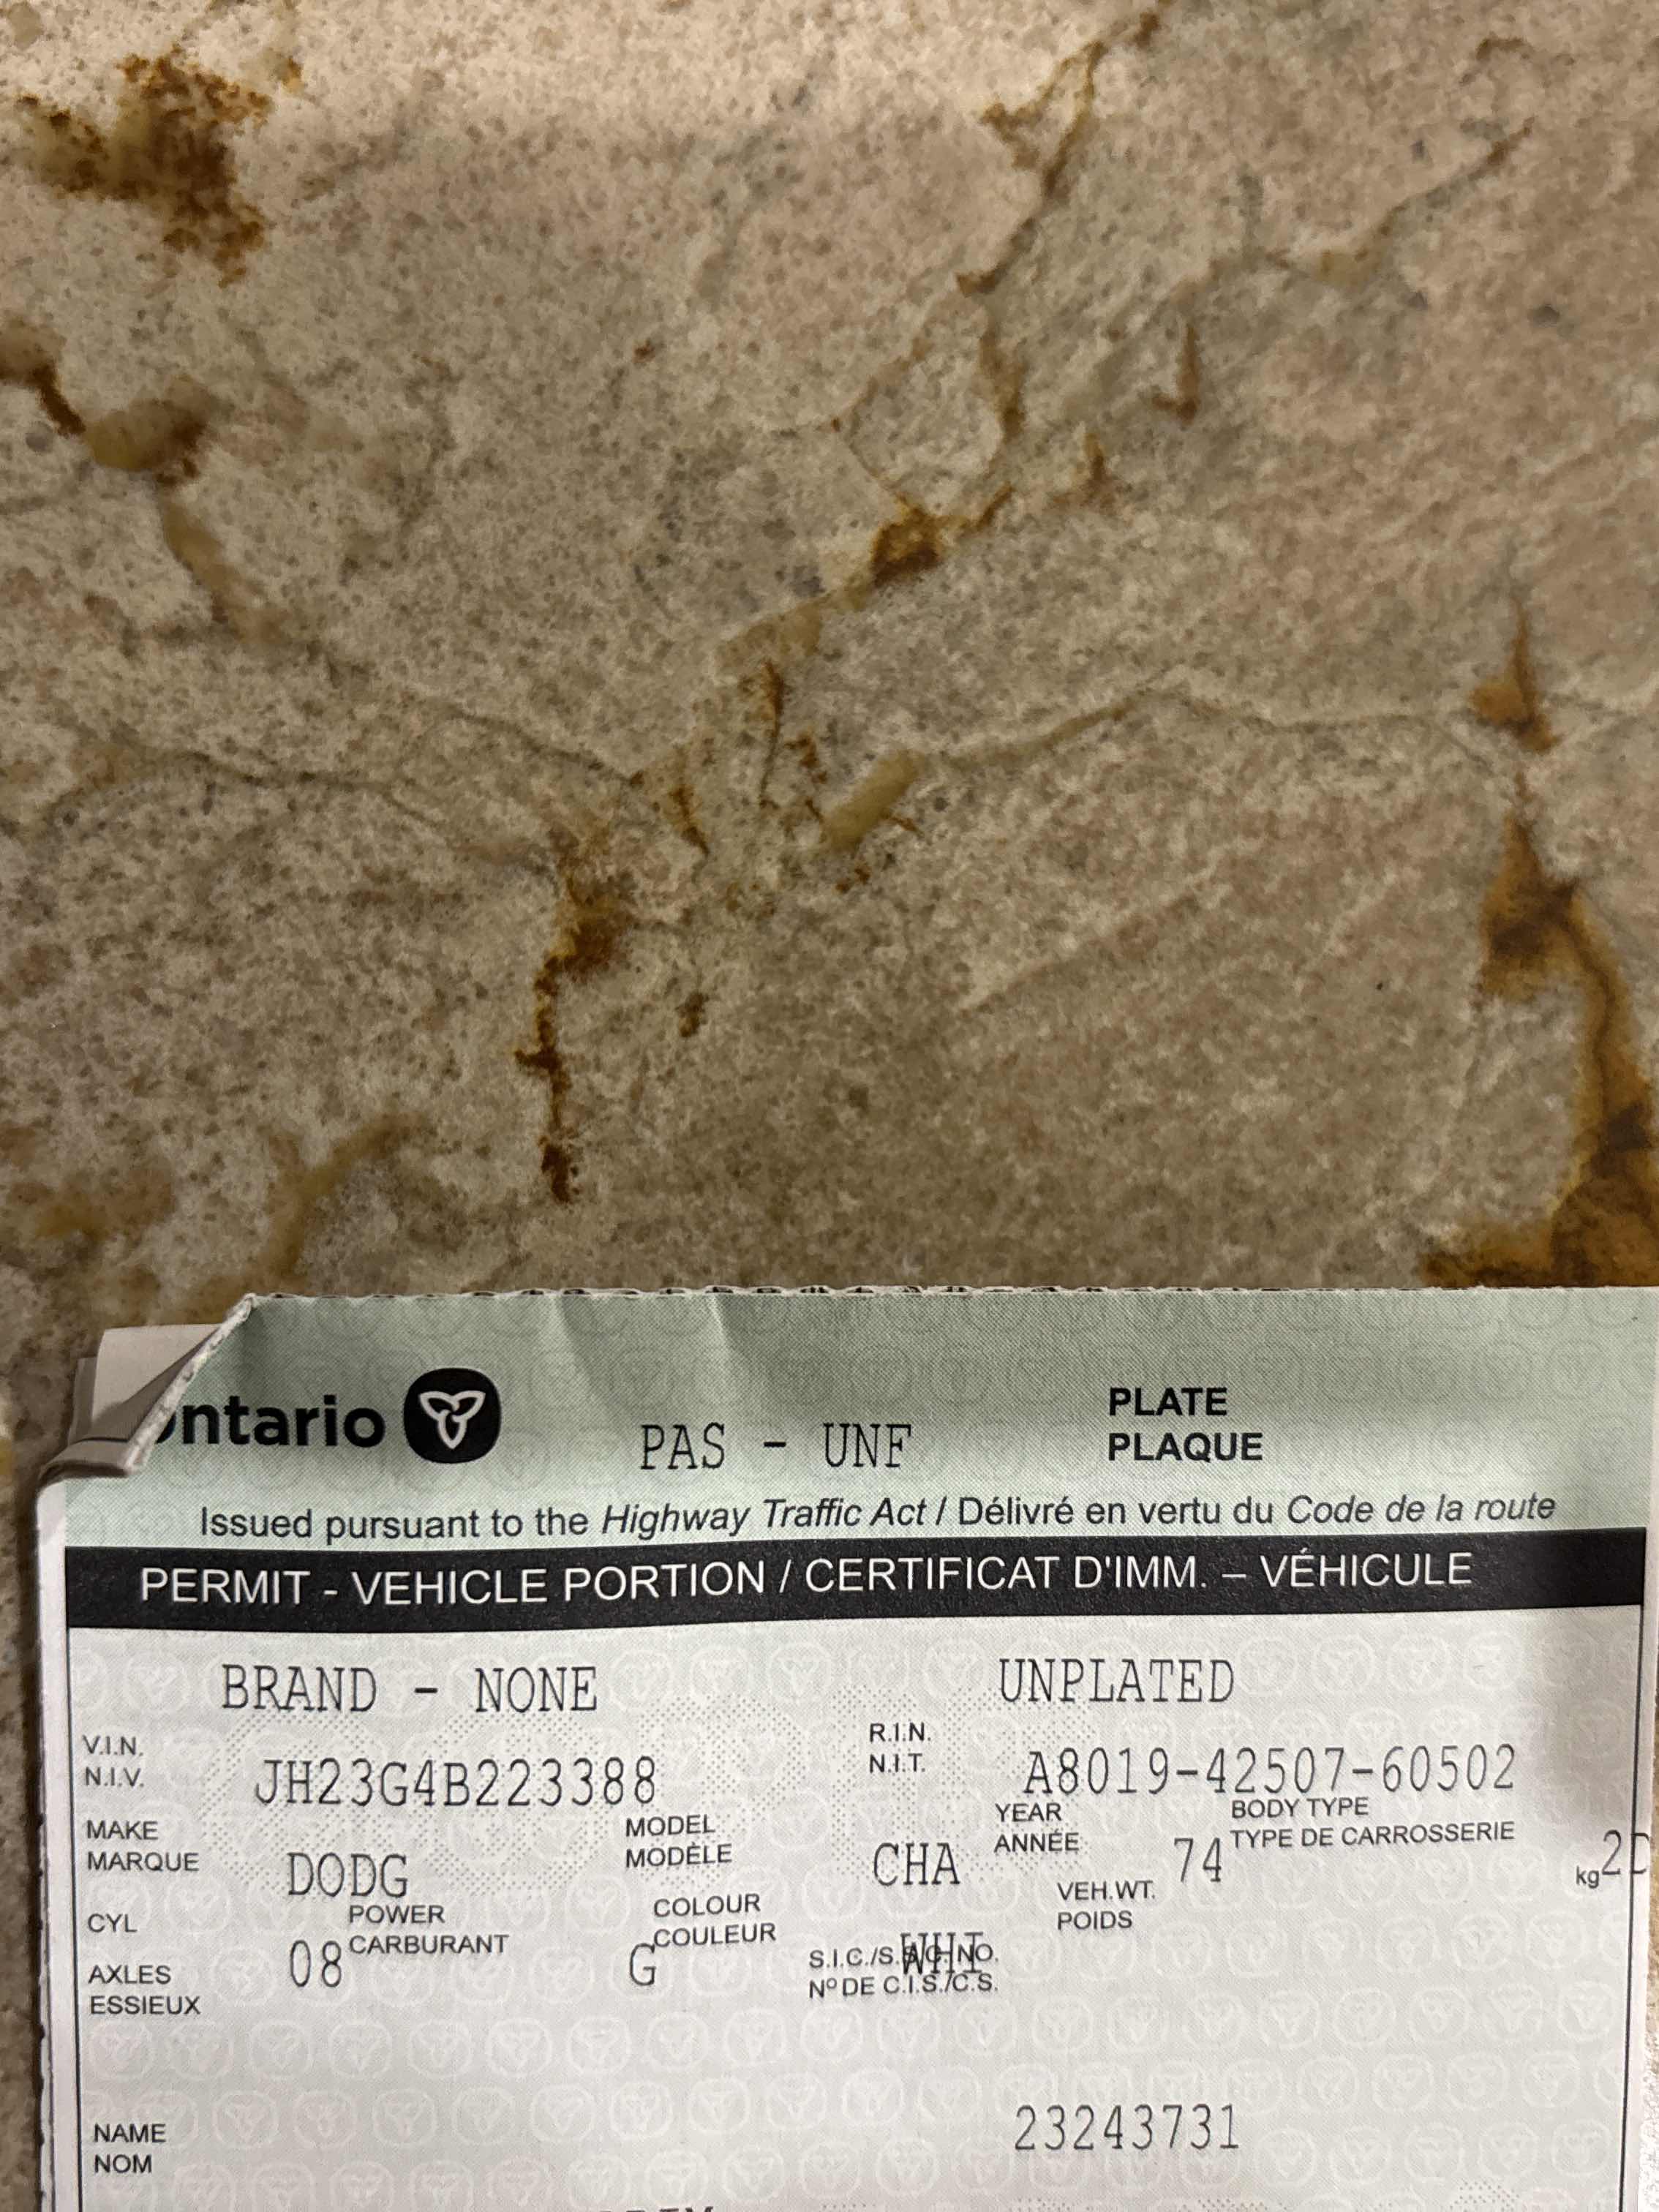 ntario
PAS - UNF
PLATE
PLAQUE
Issued pursuant to the Highway Traffic Act / Délivré en vertu du Code de la route
PERMIT - VEHICLE PORTION / CERTIFICAT D'IMM. – VÉHICULE
BRAND - NONE
UNPLATED
V.I.N.
N.I.V.
JH23G4B223388
R.I.N.
N.I.T.
A8019-42507-60502
MAKE
MARQUE
DODG
MODEL
MODÈLE
CHA
YEAR
ANNÉE
74
BODY TYPE
TYPE DE CARROSSERIE
2D
CYL
08
POWER
CARBURANT
G
COLOUR
COULEUR
WHI
VEH.WT.
POIDS
kg
AXLES
ESSIEUX
NO.
Nº DE C.I.S./C.S.
23243731
NAME
NOM